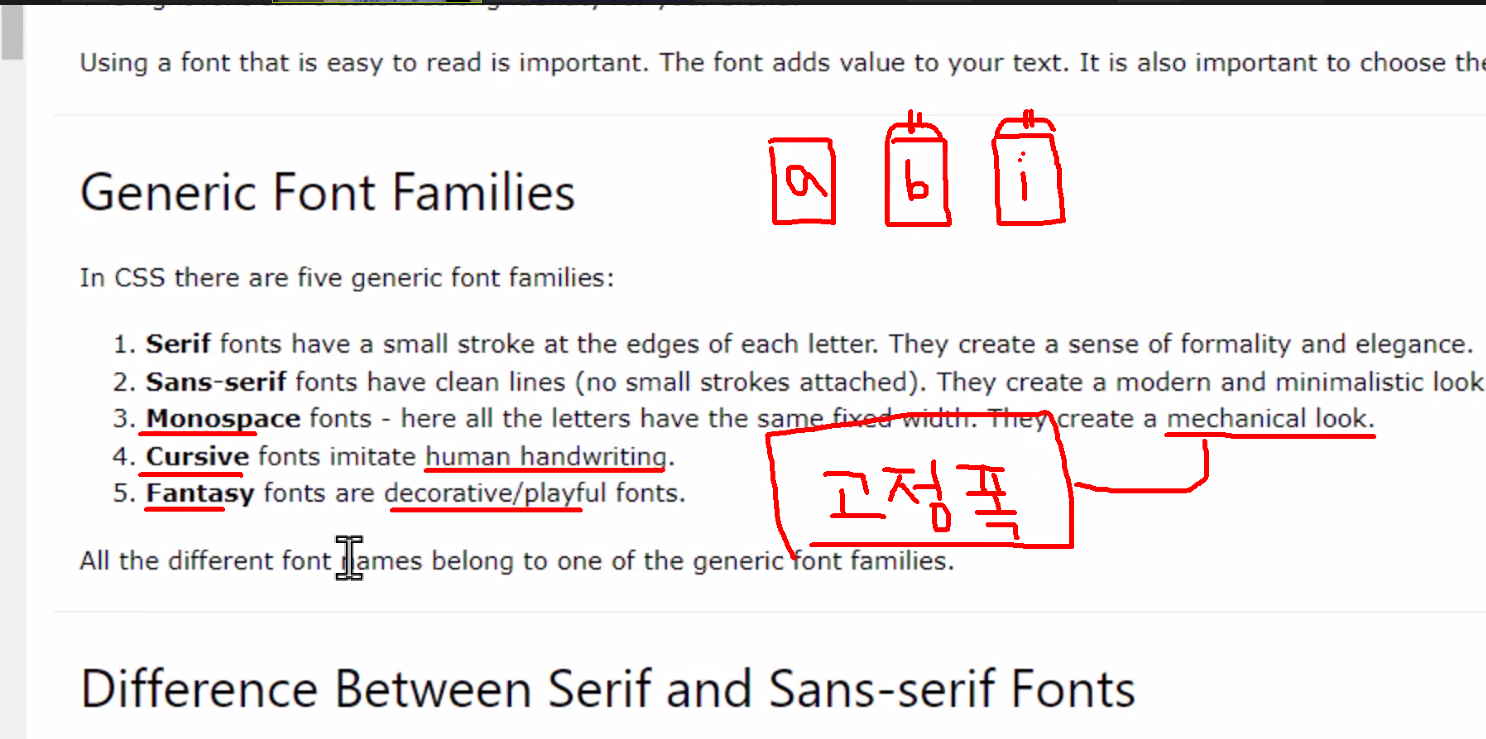 Using a font that is easy to read is important. The font adds value to your text. It is also important to choose the
a b i
Generic Font Families
In CSS there are five generic font families:
1. Serif fonts have a small stroke at the edges of each letter. They create a sense of formality and elegance.
2. Sans-serif fonts have clean lines (no small strokes attached). They create a modern and minimalistic look
3. Monospace fonts - here all the letters have the same fixed width. They create a mechanical look.
4. Cursive fonts imitate human handwriting.
5. Fantasy fonts are decorative/playful fonts.
고정폭
All the different font names belong to one of the generic font families.
Difference Between Serif and Sans-serif Fonts